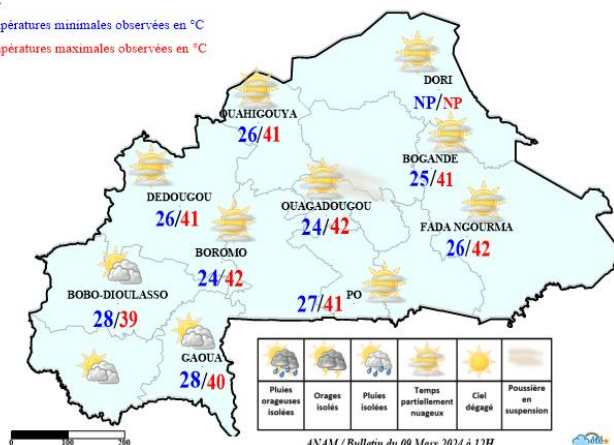 pératures minimales observées en °C
pératures maximales observées en °C
DORI
NP/NP
OUAHIGOUYA
26/41
BOGANDE
25/41
DEDOUGOU
26/41
OUAGADOUGOU
24/42
FADA NGOURMA
26/42
BOROMO
24/42
BOBO-DIOULASSO
28/39
PO
27/41
GAOUA
28/40
Pluies orageuses isolées
Orages isolés
Pluies isolées
Temps partiellement nuageux
Ciel dégagé
Poussière en suspension
100
200
ANAM / Bulletin du 09 Mars 2024 à 12H